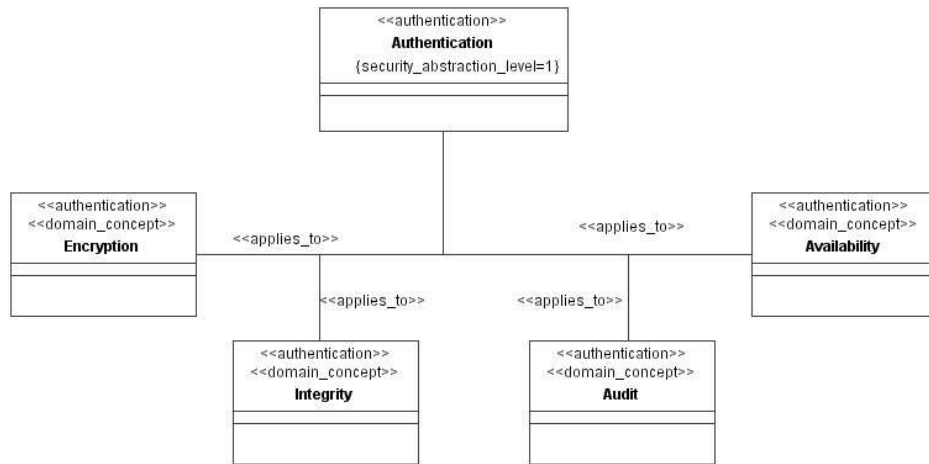 <<authentication>>
Authentication
{security_abstraction_level=1}
<<authentication>>
<<domain_concept>>
Encryption
<<applies_to>>
<<applies_to>>
<<authentication>>
<<domain_concept>>
Availability
<<applies_to>>
<<applies_to>>
<<authentication>>
<<domain_concept>>
Integrity
<<authentication>>
<<domain_concept>>
Audit